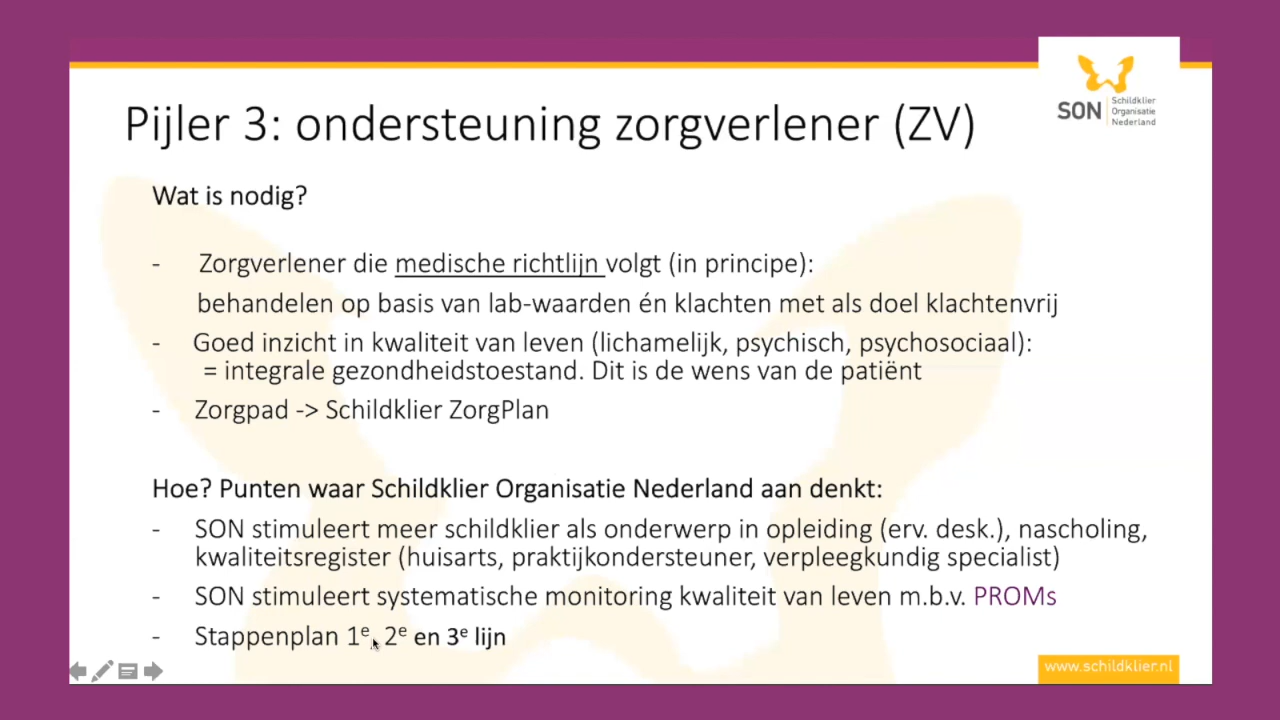 SON
Schildklier
Organisatie
Nederland
Pijler 3: ondersteuning zorgverlener (ZV)
Wat is nodig?
- Zorgverlener die medische richtlijn volgt (in principe):
behandelen op basis van lab-waarden én klachten met als doel klachtenvrij
- Goed inzicht in kwaliteit van leven (lichamelijk, psychisch, psychosociaal):
= integrale gezondheidstoestand. Dit is de wens van de patiënt
- Zorgpad -> Schildklier ZorgPlan
Hoe? Punten waar Schildklier Organisatie Nederland aan denkt:
- SON stimuleert meer schildklier als onderwerp in opleiding (erv. desk.), nascholing,
kwaliteitsregister (huisarts, praktijkondersteuner, verpleegkundig specialist)
- SON stimuleert systematische monitoring kwaliteit van leven m.b.v. PROMs
- Stappenplan 1e, 2e en 3e lijn
www.schildklier.nl